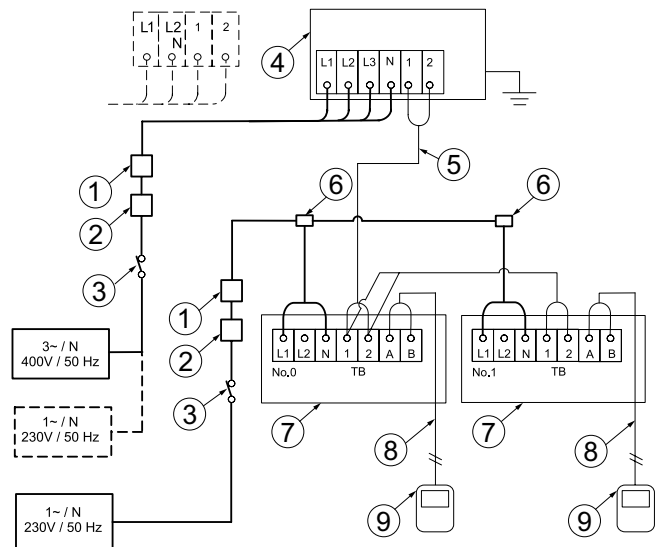 L1 L2 N 1 2
4
L1 L2 L3 N 1 2
1
5
2
6
6
3
1
3~ / N
400V / 50 Hz
2
L1 L2 N 1 2 A B
L1 L2 N 1 2 A B
No.0 TB
No.1 TB
3
1~ / N
230V / 50 Hz
7
8
7
8
1~ / N
230V / 50 Hz
9
9